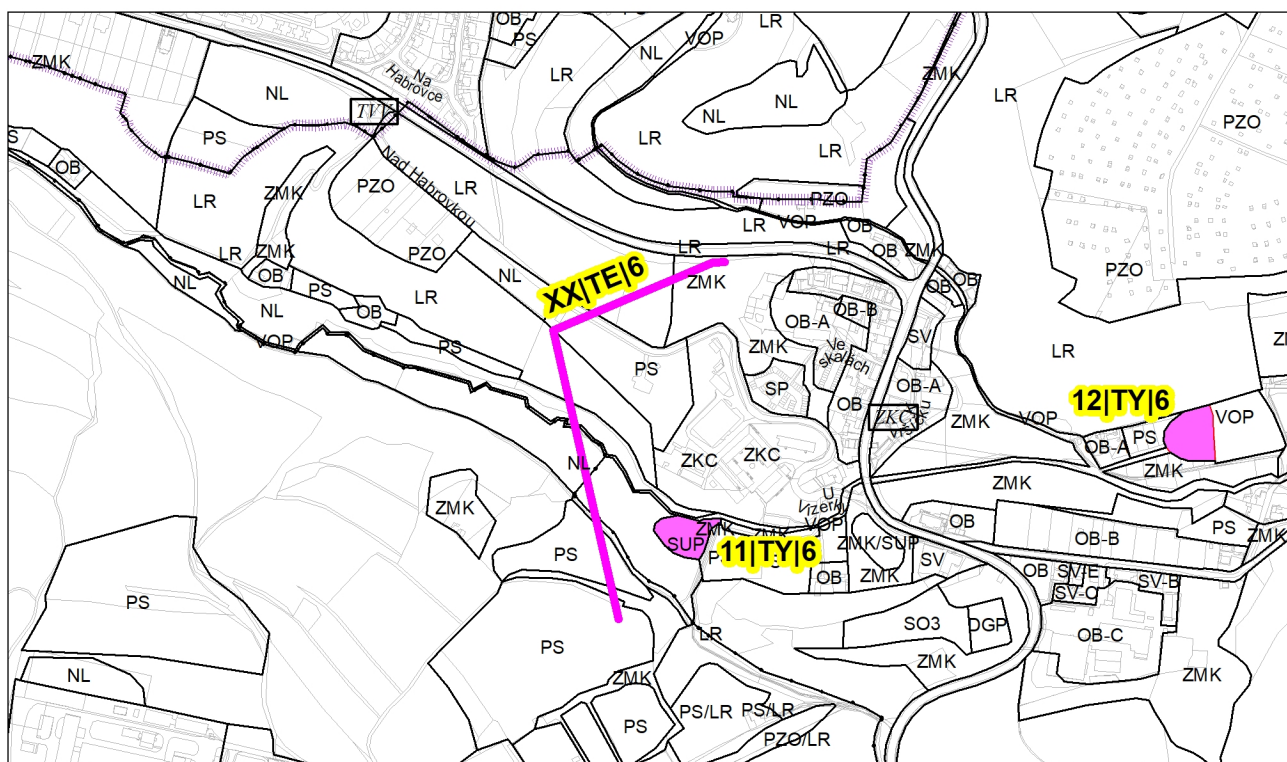 ZMK
NL
TVT
PS
Na
Habrovce
OB
PS
LR
NL
VOP
LR
NL
NL
LR
LR
ZMK
LR
PZO
OB
LR
ZMK
PZO
Nad Habrovkou
LR
PZO
LR
ZMK
OB
PS
LR
OB
PS
NL
NL
VOP
NL
XX|TE|6
LR
ZMK
PZO
LR
VOP
OB
OB
LR
ZMK
OB
OB
PZO
LR
OB-A
OB-B
ZMK
Ve
skalách
SP
OB
SV
OB-A
ZKC
ZMK
VOP
12|TY|6
VOP
OB-A
PS
ZMK
PS
ZKC
ZKC
U
Vizerky
VOP
NL
ZMK
PS
PS
ZMK
SUP
ZMK
11|TY|6
OB
ZMK/SUP
ZMK
SV
OB
ZMK
OB-B
PS
ZMK
OB
SV-E
SV-C
SV-B
OB-C
ZMK
SO3
DGP
ZMK
LR
PS
NL
ZMK
PS
PS/LR
PS/LR
PZO/LR